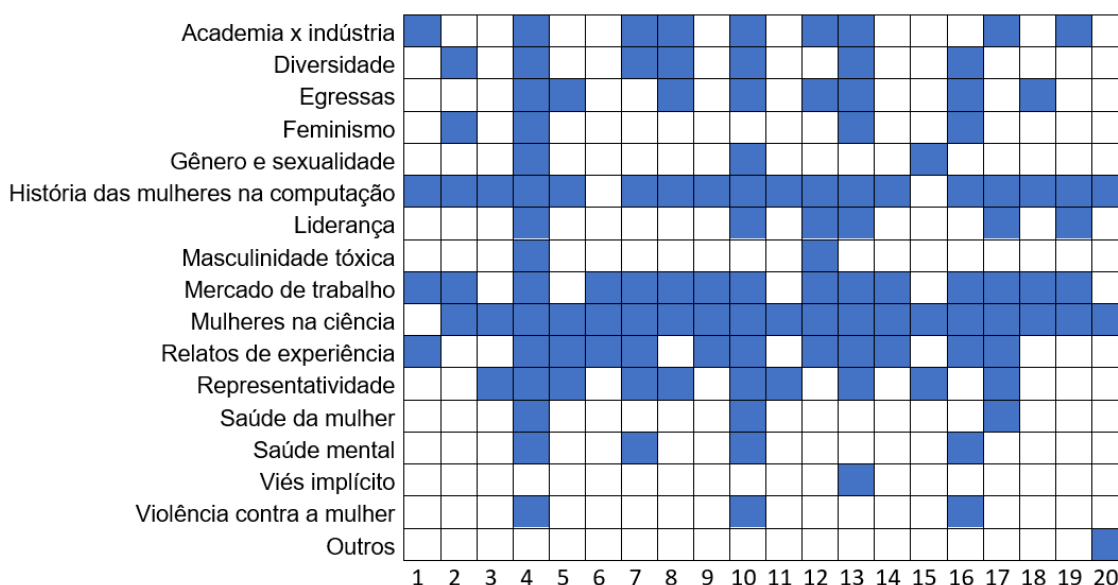 Academia x indústria
Diversidade
Egressas
Feminismo
Gênero e sexualidade
História das mulheres na computação
Liderança
Masculinidade tóxica
Mercado de trabalho
Mulheres na ciência
Relatos de experiência
Representatividade
Saúde da mulher
Saúde mental
Viés implícito
Violência contra a mulher
Outros
1 2 3 4 5 6 7 8 9 10 11 12 13 14 15 16 17 18 19 20